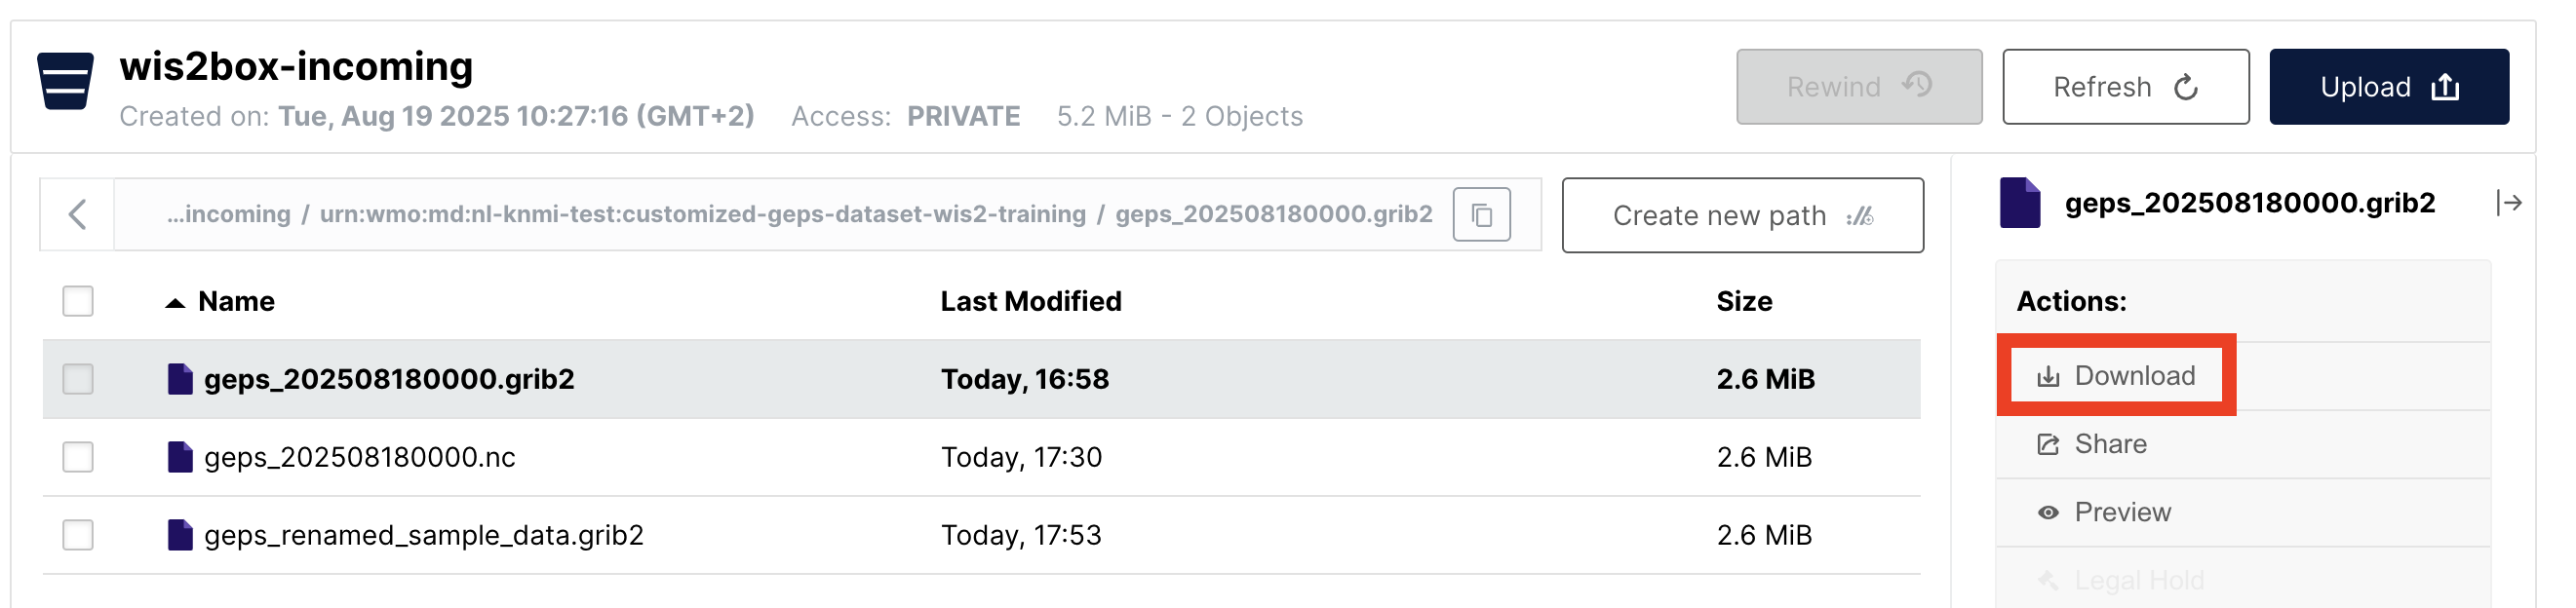 wis2box-incoming
Created on: Tue, Aug 19 2025 10:27:16 (GMT+2) Access: PRIVATE 5.2 MiB - 2 Objects
Rewind
Refresh
Upload
...incoming / urn:wmo:md:nl-knmi-test:customized-geps-dataset-wis2-training / geps_202508180000.grib2
Create new path
Name Last Modified Size
geps_202508180000.grib2 Today, 16:58 2.6 MiB
geps_202508180000.nc Today, 17:30 2.6 MiB
geps_renamed_sample_data.grib2 Today, 17:53 2.6 MiB
geps_202508180000.grib2
Actions:
Download
Share
Preview
Legal Hold